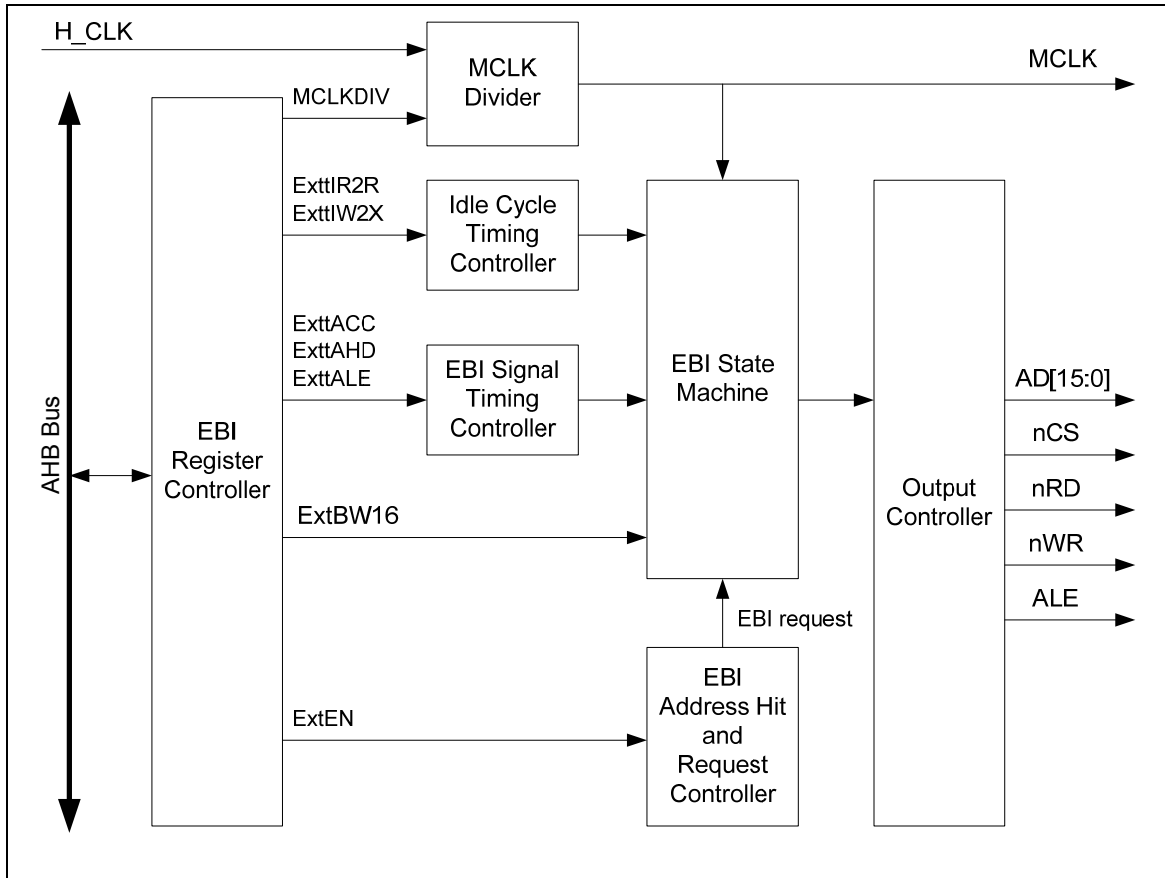 H_CLK
MCLK
Divider
MCLK
MCLKDIV
ExttIR2R
ExttIW2X
Idle Cycle
Timing
Controller
ExttACC
ExttAHD
ExttALE
EBI Signal
Timing
Controller
EBI State
Machine
AHB Bus
EBI
Register
Controller
ExtBW16
EBI request
ExtEN
EBI
Address Hit
and
Request
Controller
Output
Controller
AD[15:0]
nCS
nRD
nWR
ALE